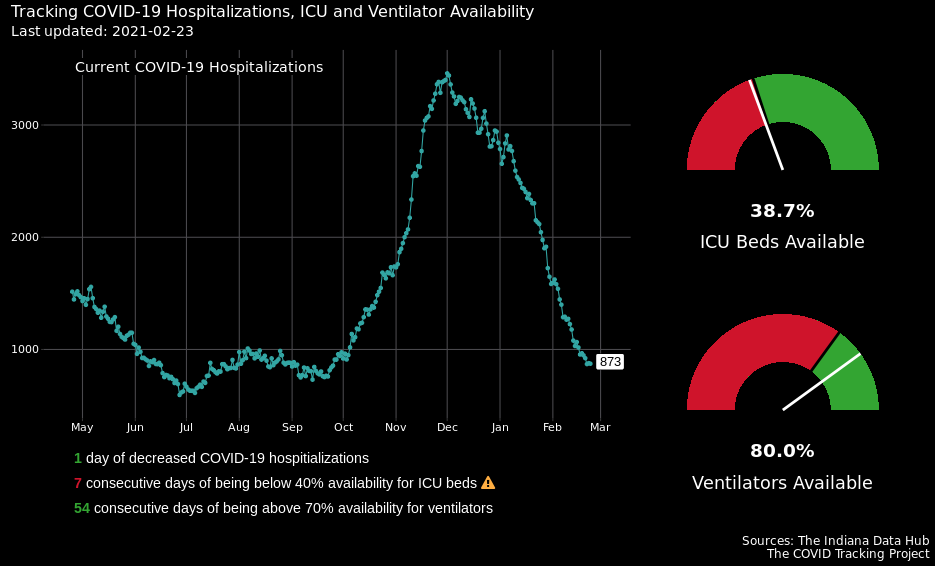 Tracking COVID-19 Hospitalizations, ICU and Ventilator Availability
Last updated: 2021-02-23
Current COVID-19 Hospitalizations
3000
2000
1000
873
May Jun Jul Aug Sep Oct Nov Dec Jan Feb Mar
38.7%
ICU Beds Available
80.0%
Ventilators Available
1 day of decreased COVID-19 hospitializations
7 consecutive days of being below 40% availability for ICU beds
54 consecutive days of being above 70% availability for ventilators
Sources: The Indiana Data Hub
The COVID Tracking Project